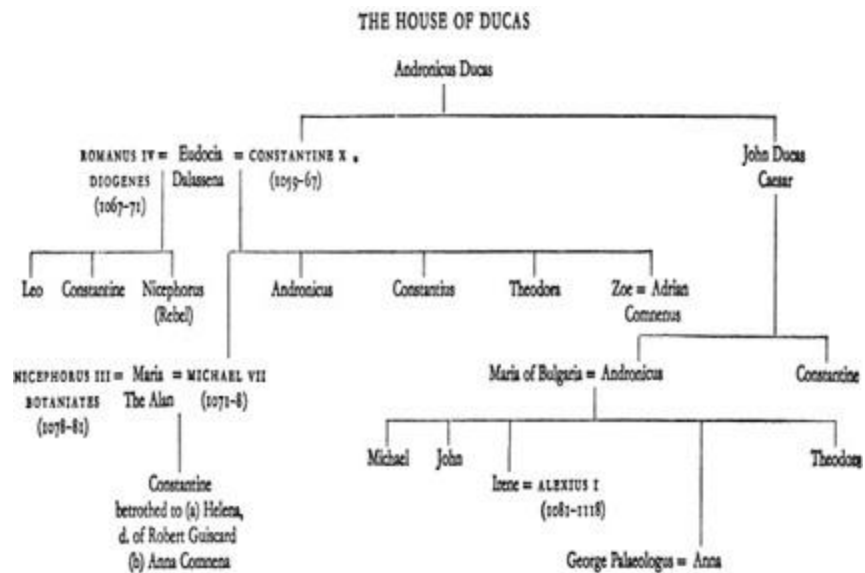 THE HOUSE OF DUCAS
Andronicus Ducas
ROMANUS IV = Eudocia = CONSTANTINE X John Ducas
DIOGENES Dalassena (1059-67) Caesar
(1067-71)
Leo Constantine Nicephorus Andronicus Constantius Theodora Zoe = Adrian
(Rebel) Comnenus
NICEPHORUS III = Maria = MICHAEL VII Maria of Bulgaria = Andronicus Constantine
BOTANIATES The Alan (1071-8)
(1078-81)
Michael John Theodora
Constantine Irene = ALEXIUS I
betrothed to (a) Helena, (1081-1118)
d. of Robert Guiscard
(b) Anna Comnena George Palaeologus = Anna